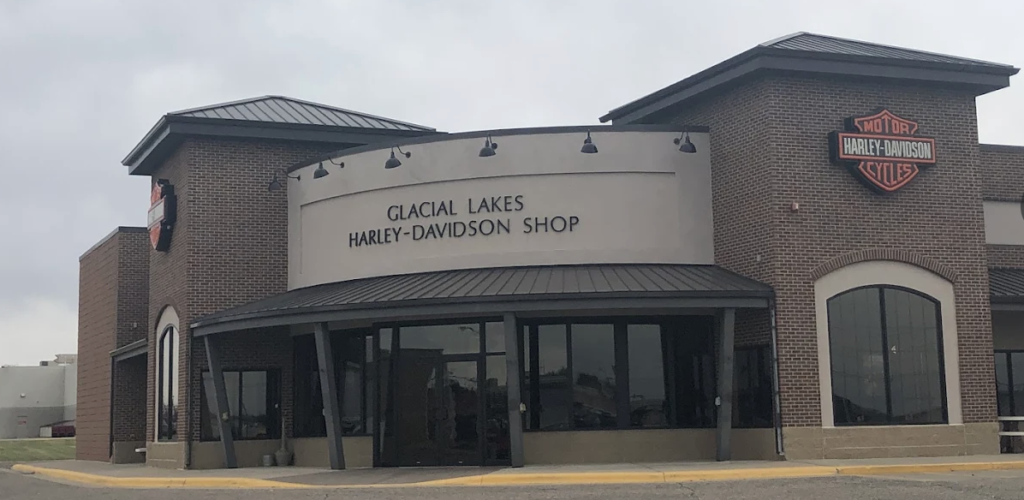 GLACIAL LAKES
HARLEY-DAVIDSON SHOP
MOTOR
HARLEY-DAVIDSON
CYCLES